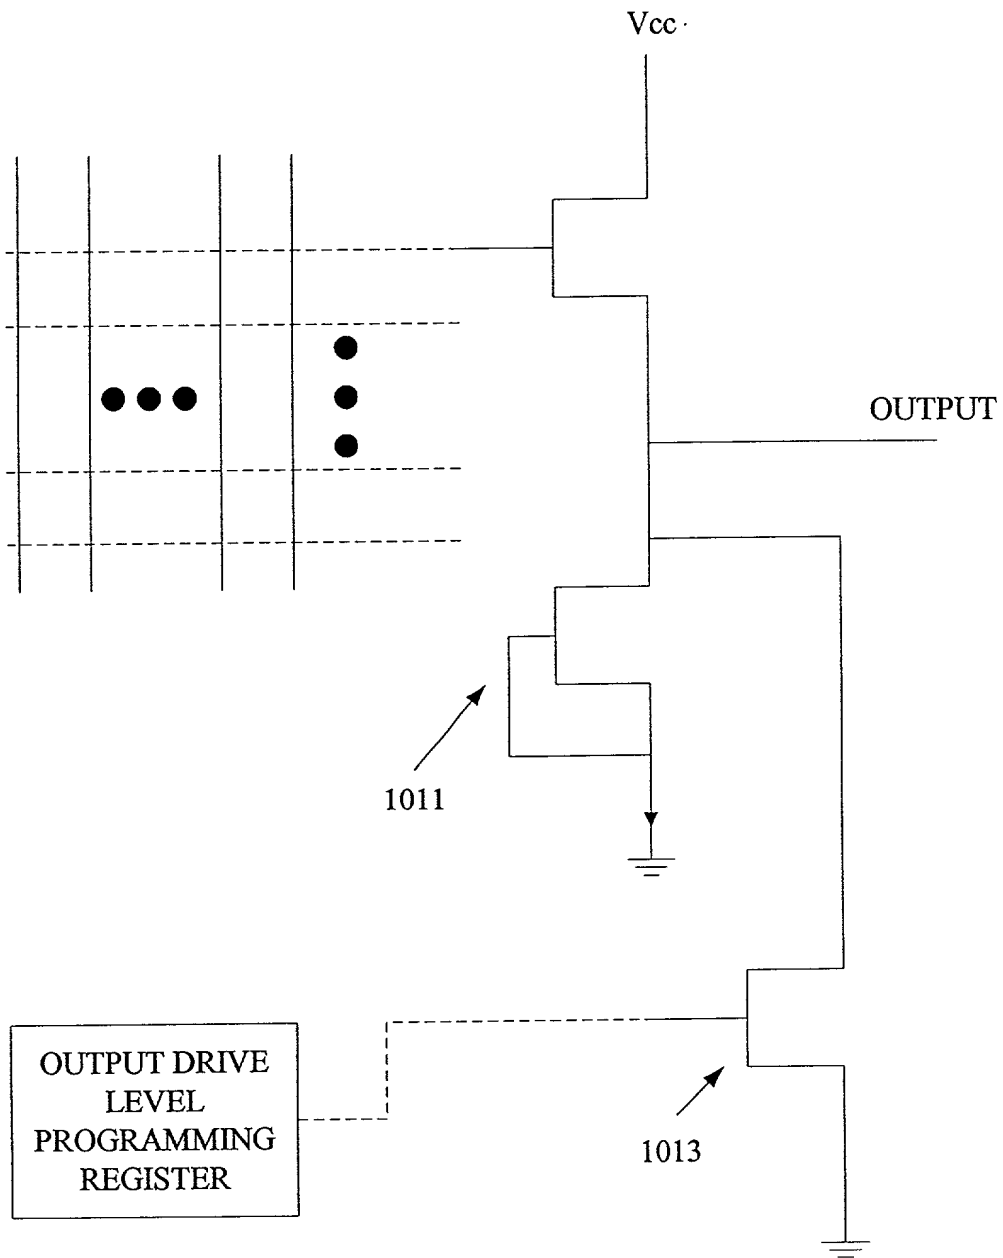 Vcc
OUTPUT
1011
OUTPUT DRIVE
LEVEL
PROGRAMMING
REGISTER
1013